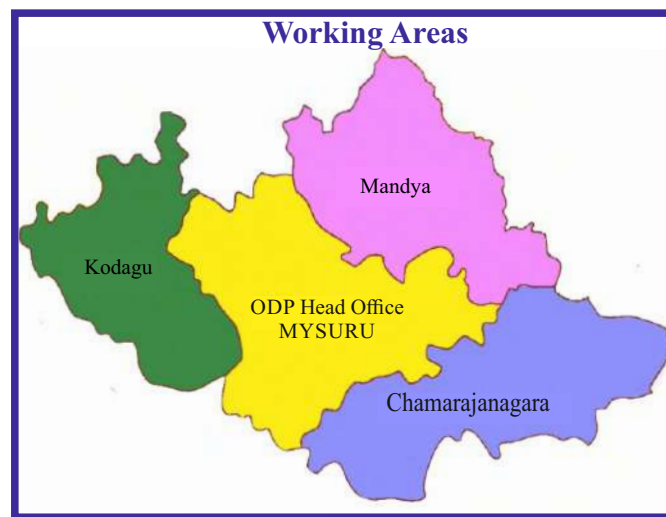 Working Areas
Mandya
Kodagu
ODP Head Office
MYSURU
Chamarajanagara